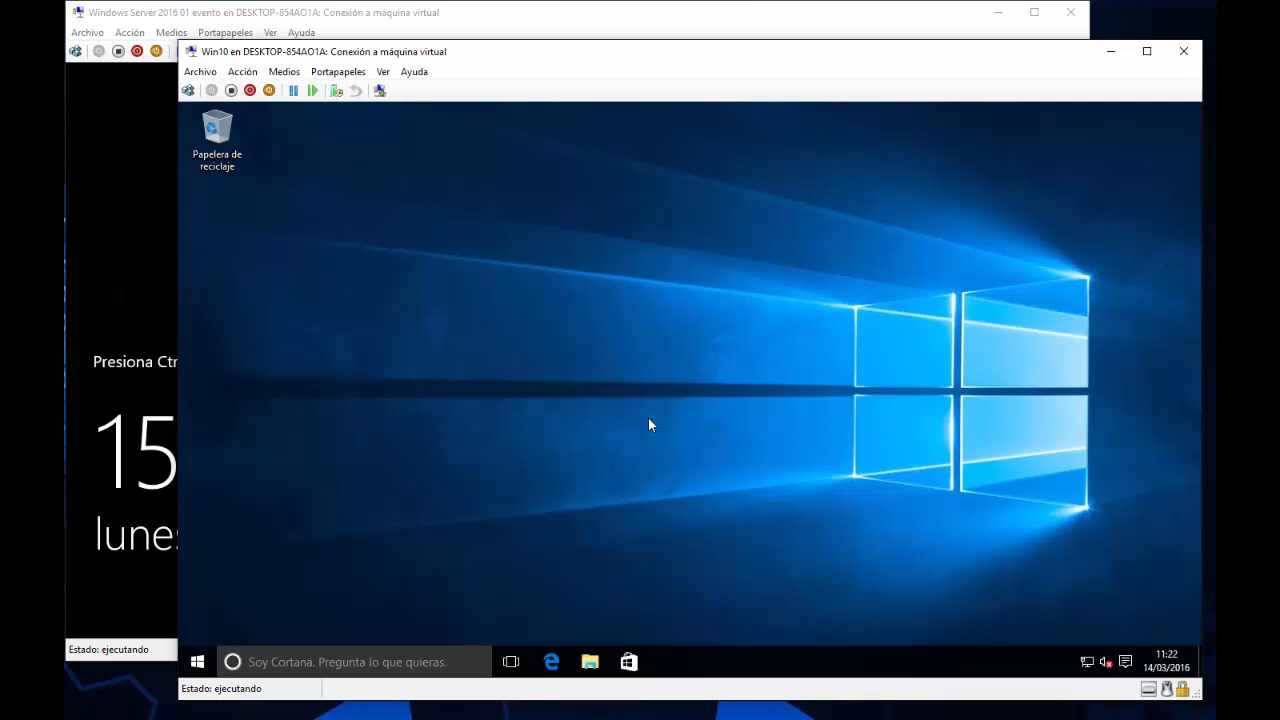 Windows Server 2016 01 evento en DESKTOP-854AO1A: Conexión a máquina virtual
Archivo Acción Medios Portapapeles Ver Ayuda
Win10 en DESKTOP-854AO1A: Conexión a máquina virtual
Archivo Acción Medios Portapapeles Ver Ayuda
Papelera de
reciclaje
Presiona Ctr
15
lunes
Estado: ejecutando
Soy Cortana. Pregunta lo que quieras.
11:22
14/03/2016
Estado: ejecutando